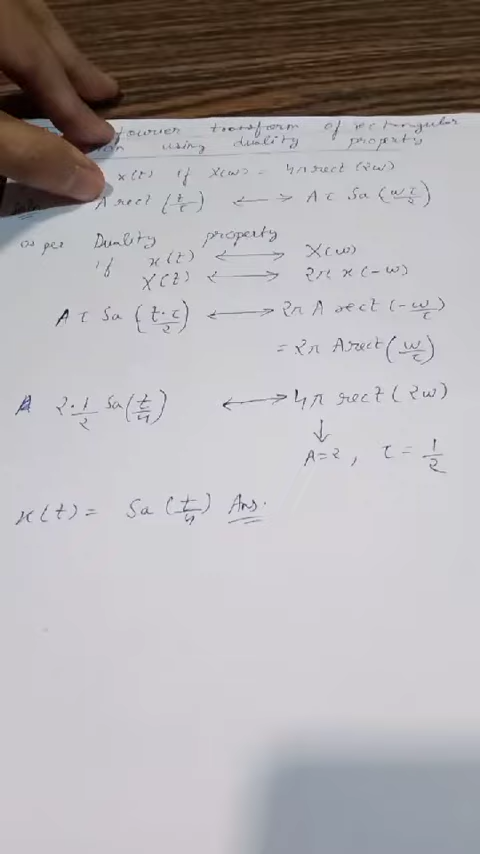 fourier transform of rectangular
using duality property
x(t) if X(ω) = 4π rect(2ω)
A rect (t/τ) ⟷ Aτ Sa (ωτ/2)
as per Duality property
if x(t) ⟷ X(ω)
X(t) ⟷ 2π x(-ω)
Aτ Sa (t·τ/2) ⟷ 2π A rect (-ω/τ)
= 2π A rect (ω/τ)
A 2·1/2 Sa(t/4) ⟷ 4π rect(2ω)
↓
A=2, τ = 1/2
x(t) = Sa (t/4) Ans.